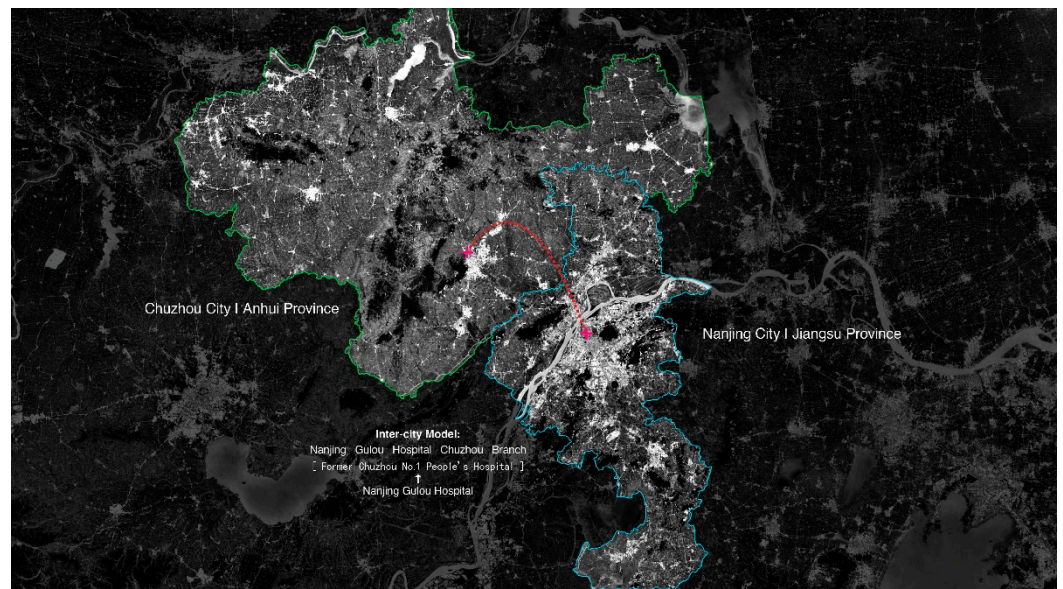 Chuzhou City I Anhui Province
Nanjing City I Jiangsu Province
Inter-city Model:
Nanjing Gulou Hospital Chuzhou Branch
[ Former Chuzhou No.1 People's Hospital ]
↑
Nanjing Gulou Hospital